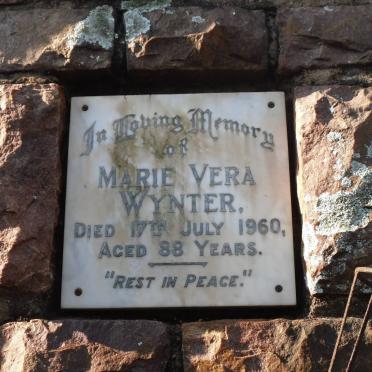 In Loving Memory
of
MARIE VERA
WYNTER,
DIED 17TH JULY 1960,
AGED 88 YEARS.
"REST IN PEACE."